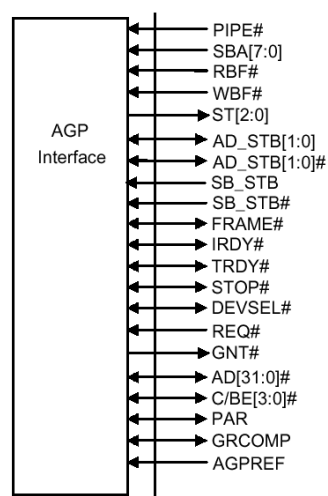 PIPE#
SBA[7:0]
RBF#
WBF#
ST[2:0]
AGP
Interface
AD_STB[1:0]
AD_STB[1:0]#
SB_STB
SB_STB#
FRAME#
IRDY#
TRDY#
STOP#
DEVSEL#
REQ#
GNT#
AD[31:0]#
C/BE[3:0]#
PAR
GRCOMP
AGPREF